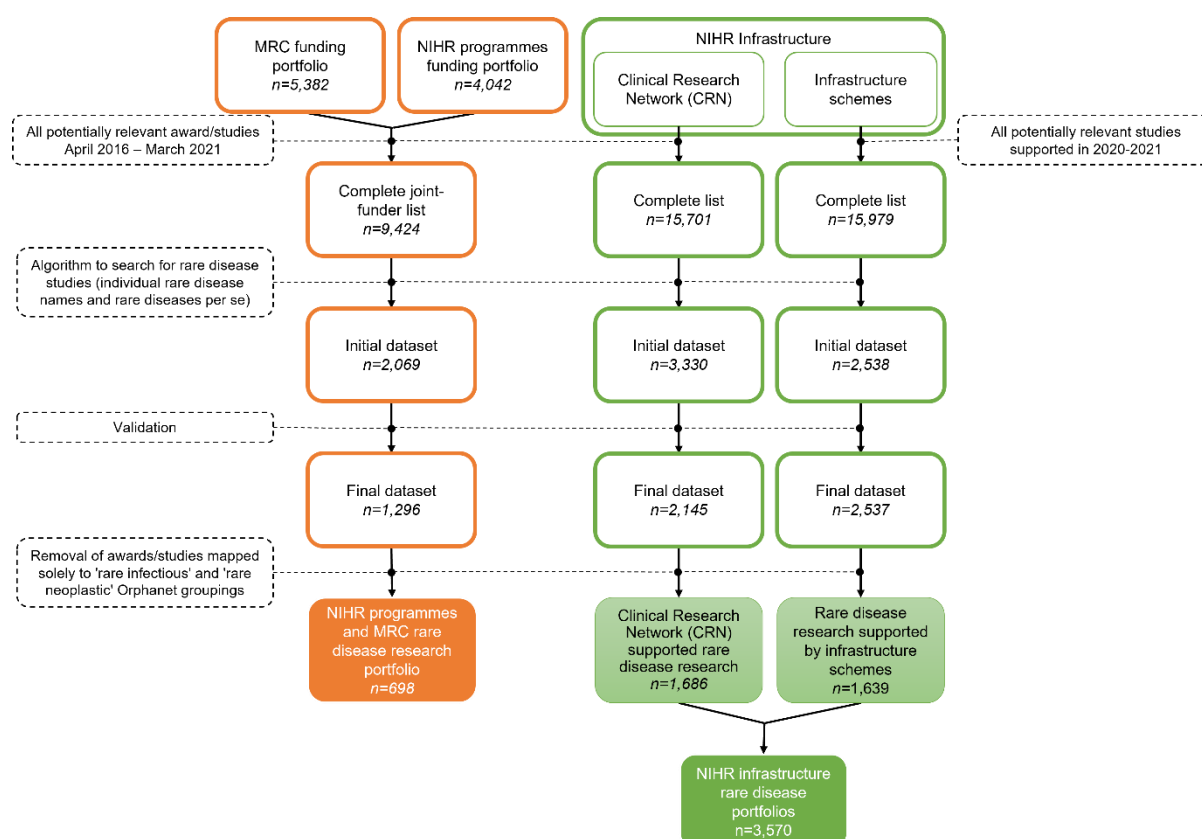 MRC funding
portfolio
n=5,382
NIHR programmes
funding portfolio
n=4,042
NIHR Infrastructure
Clinical Research
Network (CRN)
Infrastructure
schemes
All potentially relevant award/studies
April 2016 – March 2021
All potentially relevant studies
supported in 2020-2021
Complete joint-
funder list
n=9,424
Complete list
n=15,701
Complete list
n=15,979
Algorithm to search for rare disease
studies (individual rare disease
names and rare diseases per se)
Initial dataset
n=2,069
Initial dataset
n=3,330
Initial dataset
n=2,538
Validation
Final dataset
n=1,296
Final dataset
n=2,145
Final dataset
n=2,537
Removal of awards/studies mapped
solely to 'rare infectious' and 'rare
neoplastic' Orphanet groupings
NIHR programmes
and MRC rare
disease research
portfolio
n=698
Clinical Research
Network (CRN)
supported rare
disease research
n=1,686
Rare disease
research supported
by infrastructure
schemes
n=1,639
NIHR infrastructure
rare disease
portfolios
n=3,570